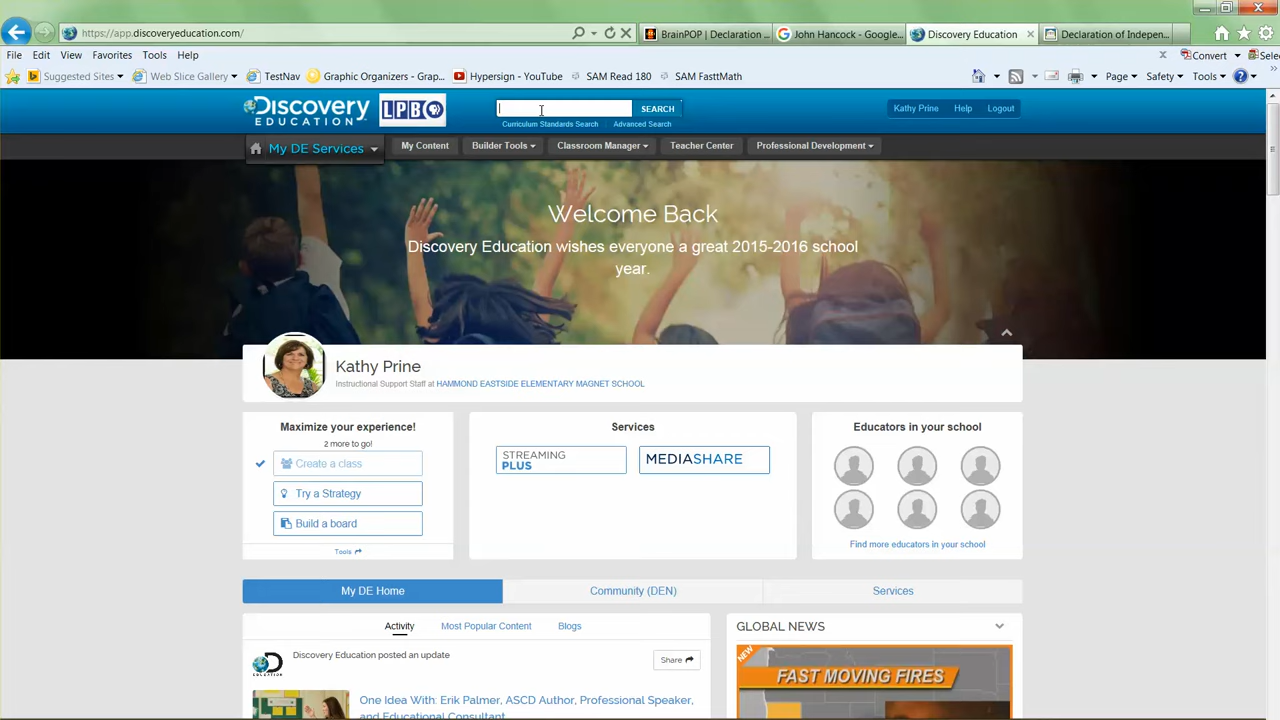 https://app.discoveryeducation.com/
BrainPOP | Declaration ...
John Hancock - Google...
Discovery Education
Declaration of Indepen...
File Edit View Favorites Tools Help
Convert
Selec
Suggested Sites
Web Slice Gallery
TestNav
Graphic Organizers - Grap...
Hypersign - YouTube
SAM Read 180
SAM FastMath
Page
Safety
Tools
Discovery EDUCATION
LPB
SEARCH
Curriculum Standards Search
Advanced Search
Kathy Prine
Help
Logout
My DE Services
My Content
Builder Tools
Classroom Manager
Teacher Center
Professional Development
Welcome Back
Discovery Education wishes everyone a great 2015-2016 school
year.
Kathy Prine
Instructional Support Staff at HAMMOND EASTSIDE ELEMENTARY MAGNET SCHOOL
Maximize your experience!
2 more to go!
Create a class
Try a Strategy
Build a board
Tools
Services
STREAMING
PLUS
MEDIASHARE
Educators in your school
Find more educators in your school
My DE Home
Community (DEN)
Services
Activity
Most Popular Content
Blogs
Discovery Education posted an update
Share
One Idea With: Erik Palmer, ASCD Author, Professional Speaker,
and Educational Consultant
GLOBAL NEWS
NEW
FAST MOVING FIRES